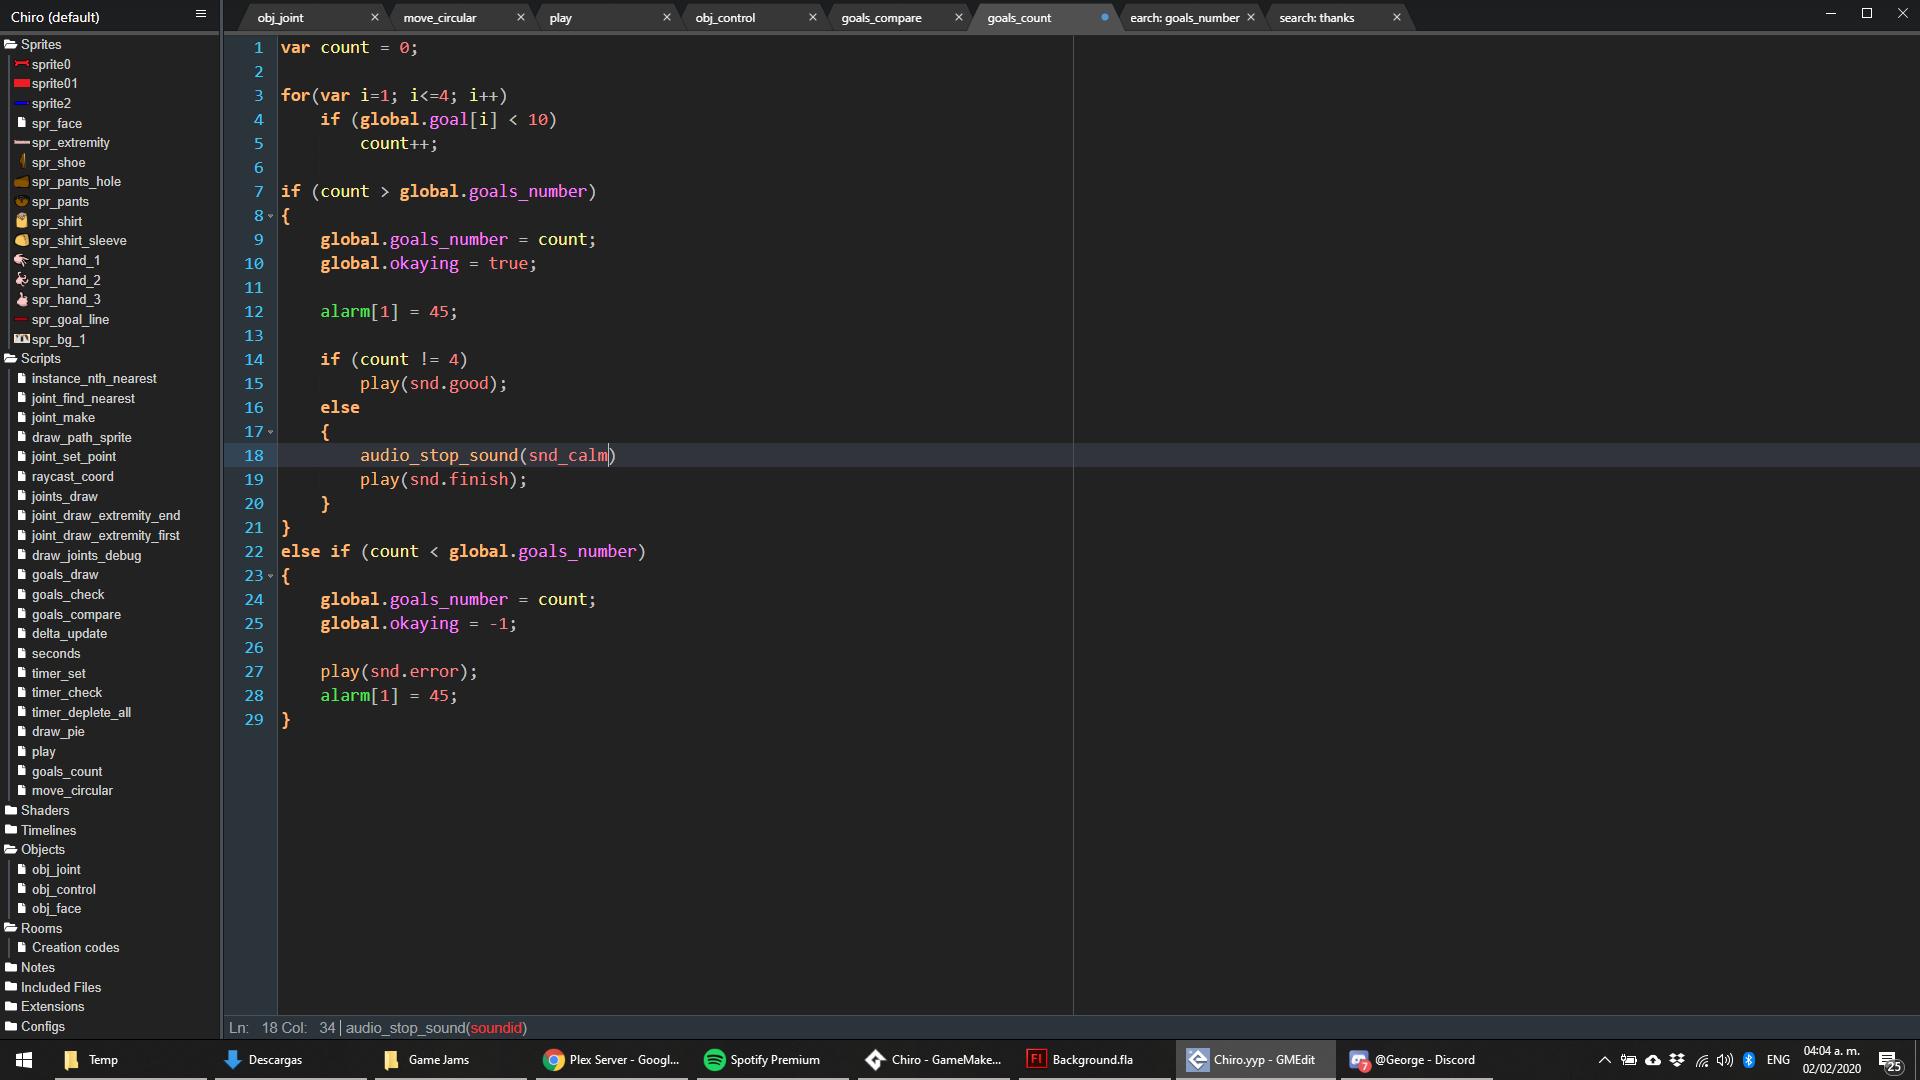 Chiro (default)
obj_joint
move_circular
play
obj_control
goals_compare
goals_count
earch: goals_number
search: thanks
Sprites
sprite0
sprite01
sprite2
spr_face
spr_extremity
spr_shoe
spr_pants_hole
spr_pants
spr_shirt
spr_shirt_sleeve
spr_hand_1
spr_hand_2
spr_hand_3
spr_goal_line
spr_bg_1
Scripts
instance_nth_nearest
joint_find_nearest
joint_make
draw_path_sprite
joint_set_point
raycast_coord
joints_draw
joint_draw_extremity_end
joint_draw_extremity_first
draw_joints_debug
goals_draw
goals_check
goals_compare
delta_update
seconds
timer_set
timer_check
timer_deplete_all
draw_pie
play
goals_count
move_circular
Shaders
Timelines
Objects
obj_joint
obj_control
obj_face
Rooms
Creation codes
Notes
Included Files
Extensions
Configs
1 var count = 0;
2
3 for(var i=1; i<=4; i++)
4 if (global.goal[i] < 10)
5 count++;
6
7 if (count > global.goals_number)
8 {
9 global.goals_number = count;
10 global.okaying = true;
11
12 alarm[1] = 45;
13
14 if (count != 4)
15 play(snd.good);
16 else
17 {
18 audio_stop_sound(snd_calm)
19 play(snd.finish);
20 }
21 }
22 else if (count < global.goals_number)
23 {
24 global.goals_number = count;
25 global.okaying = -1;
26
27 play(snd.error);
28 alarm[1] = 45;
29 }
Ln: 18 Col: 34 audio_stop_sound(soundid)
Temp
Descargas
Game Jams
Plex Server - Googl...
Spotify Premium
Chiro - GameMake...
Fl
Background.fla
Chiro.yyp - GMEdit
7
@George - Discord
ENG
04:04 a. m.
02/02/2020
25